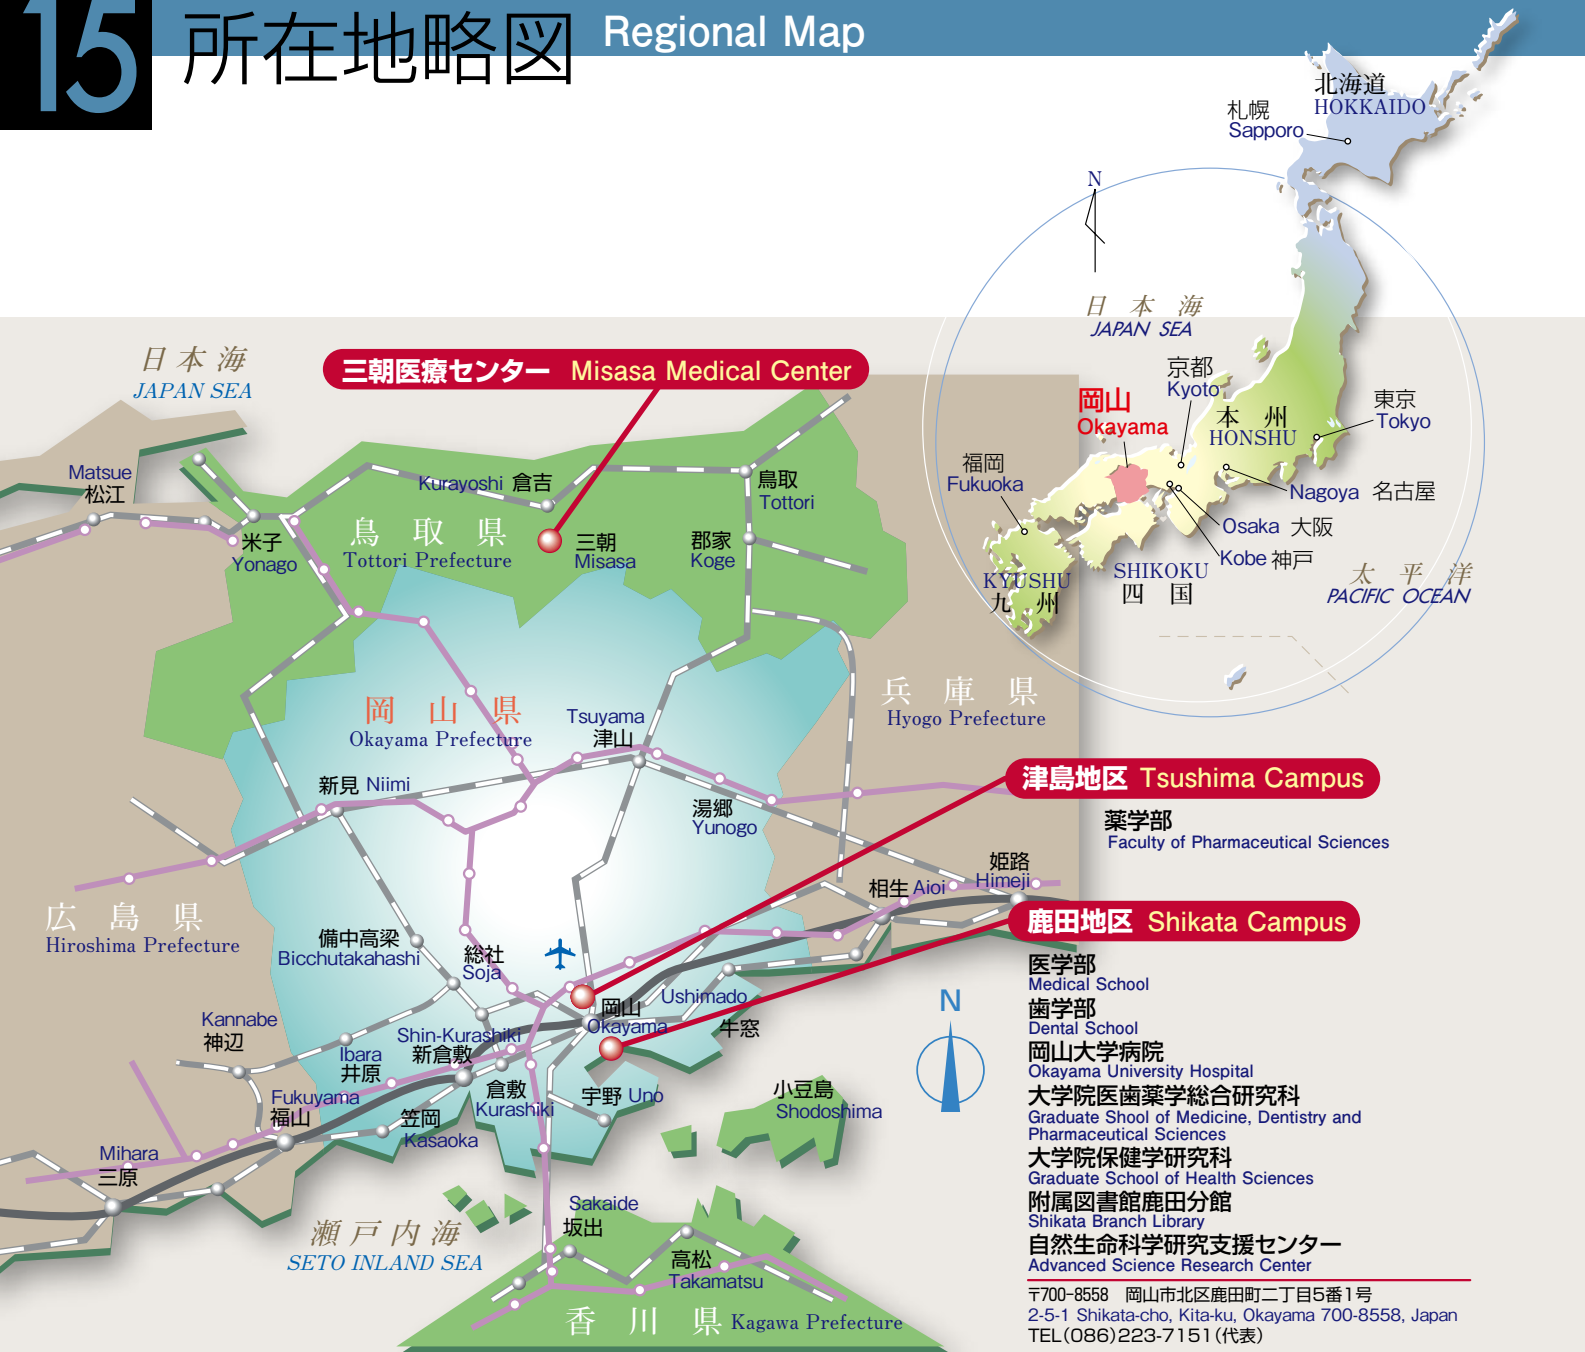 15 所在地略図 Regional Map
北海道
HOKKAIDO
札幌
Sapporo
N
日本海
JAPAN SEA
京都
Kyoto
岡山
Okayama
本州
HONSHU
東京
Tokyo
福岡
Fukuoka
Nagoya 名古屋
Osaka 大阪
Kobe 神戸
KYUSHU
九州
SHIKOKU
四国
太平洋
PACIFIC OCEAN
日本海
JAPAN SEA
三朝医療センター Misasa Medical Center
Matsue
松江
Kurayoshi 倉吉
鳥取
Tottori
鳥取県
Tottori Prefecture
米子
Yonago
三朝
Misasa
郡家
Koge
兵庫県
Hyogo Prefecture
岡山県
Okayama Prefecture
Tsuyama
津山
新見 Niimi
湯郷
Yunogo
津島地区 Tsushima Campus
薬学部
Faculty of Pharmaceutical Sciences
姫路
Himeji
相生 Aioi
広島県
Hiroshima Prefecture
備中高梁
Bicchutakahashi
総社
Soja
鹿田地区 Shikata Campus
医学部
Medical School
歯学部
Dental School
岡山大学病院
Okayama University Hospital
大学院医歯薬学総合研究科
Graduate Shool of Medicine, Dentistry and
Pharmaceutical Sciences
大学院保健学研究科
Graduate School of Health Sciences
附属図書館鹿田分館
Shikata Branch Library
自然生命科学研究支援センター
Advanced Science Research Center
〒700-8558 岡山市北区鹿田町二丁目5番1号
2-5-1 Shikata-cho, Kita-ku, Okayama 700-8558, Japan
TEL(086)223-7151(代表)
岡山
Okayama
Ushimado
牛窓
N
Kannabe
神辺
Shin-Kurashiki
新倉敷
Ibara
井原
倉敷
Kurashiki
宇野 Uno
小豆島
Shodoshima
Fukuyama
福山
笠岡
Kasaoka
Mihara
三原
瀬戸内海
SETO INLAND SEA
Sakaide
坂出
高松
Takamatsu
香川県 Kagawa Prefecture